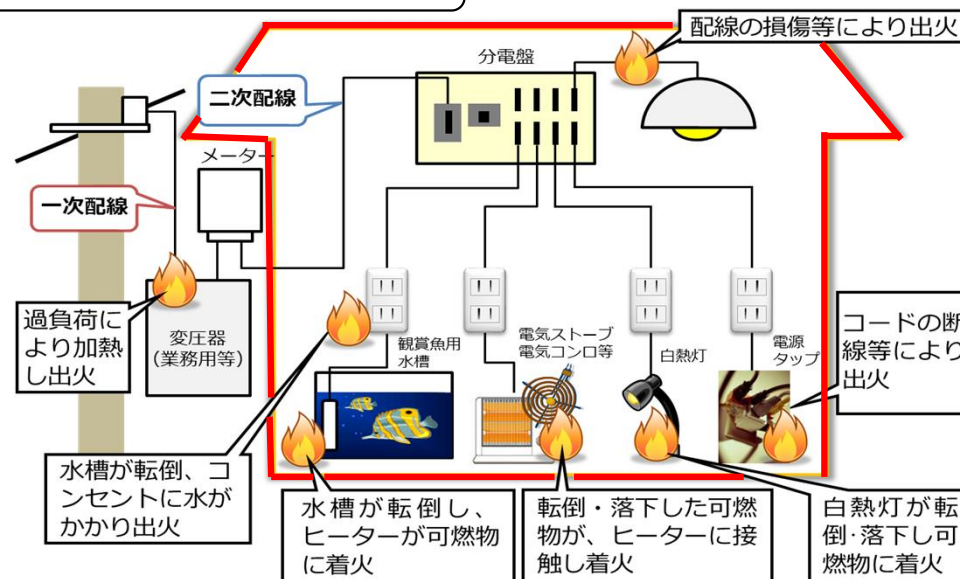 配線の損傷等により出火
分電盤
二次配線
メーター
一次配線
過負荷に
より加熱
し出火
変圧器
(業務用等)
観賞魚用
水槽
電気ストーブ
電気コンロ等
白熱灯
電源
タップ
コードの断
線等により
出火
水槽が転倒、コ
ンセントに水が
かかり出火
水槽が転倒し、
ヒーターが可燃物
に着火
転倒・落下した可燃
物が、ヒーターに接
触し着火
白熱灯が転
倒・落下し可
燃物に着火